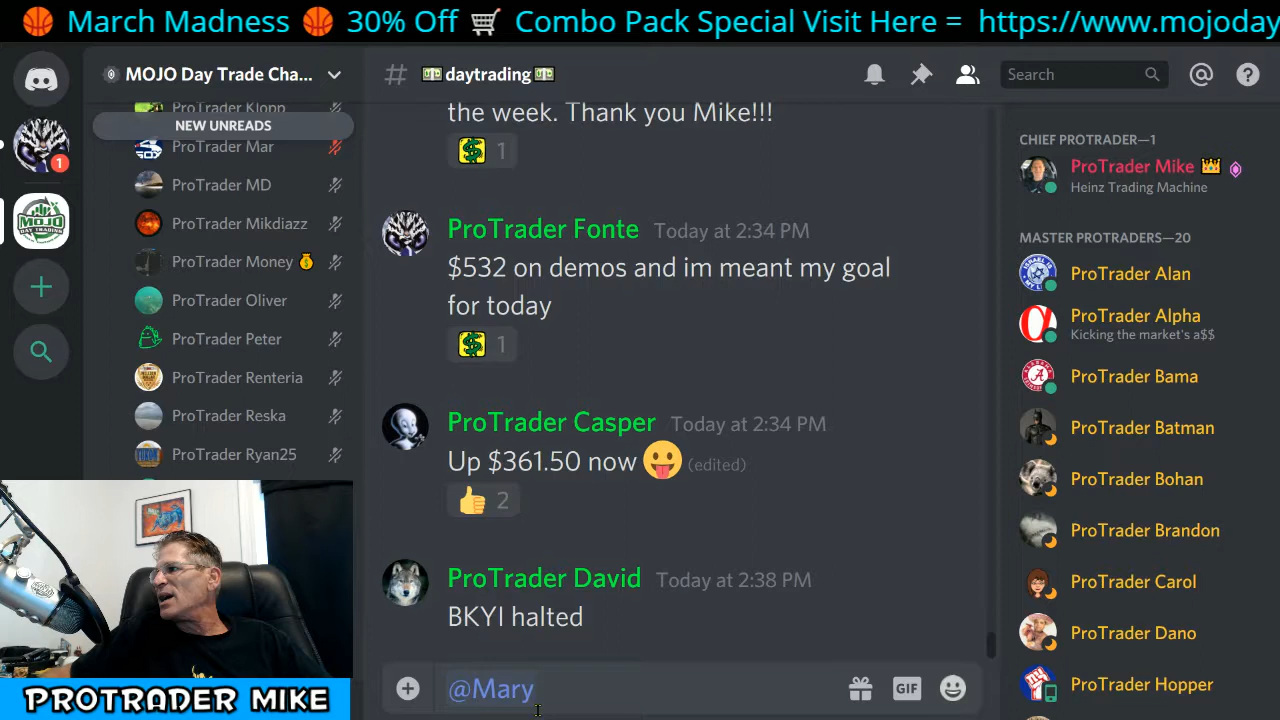 March Madness 30% Off Combo Pack Special Visit Here = https://www.mojoday
MOJO Day Trade Cha...
# daytrading
Search
ProTrader Klopp
NEW UNREADS
ProTrader Mar
ProTrader MD
ProTrader Mikdiazz
ProTrader Money
ProTrader Oliver
ProTrader Peter
ProTrader Renteria
ProTrader Reska
ProTrader Ryan25
1
MOJO
the week. Thank you Mike!!!
1
ProTrader Fonte Today at 2:34 PM
$532 on demos and im meant my goal
for today
1
ProTrader Casper Today at 2:34 PM
Up $361.50 now (edited)
2
ProTrader David Today at 2:38 PM
BKYI halted
@Mary
GIF
CHIEF PROTRADER—1
ProTrader Mike
Heinz Trading Machine
MASTER PROTRADERS—20
ProTrader Alan
ProTrader Alpha
Kicking the market's a$$
ProTrader Bama
ProTrader Batman
ProTrader Bohan
ProTrader Brandon
ProTrader Carol
ProTrader Dano
ProTrader Hopper
PROTRADER MIKE